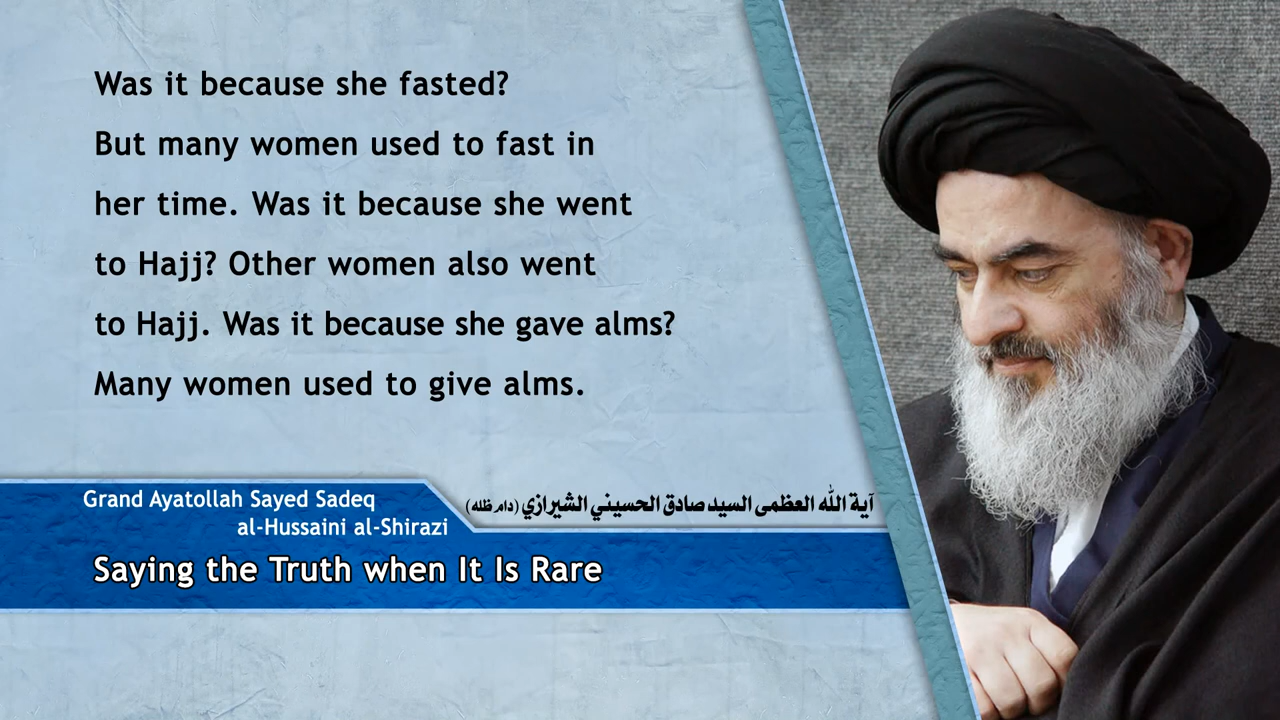 Was it because she fasted?
But many women used to fast in
her time. Was it because she went
to Hajj? Other women also went
to Hajj. Was it because she gave alms?
Many women used to give alms.
Grand Ayatollah Sayed Sadeq
al-Hussaini al-Shirazi
آية الله العظمى السيد صادق الحسيني الشيرازي (دام ظله)
Saying the Truth when It Is Rare